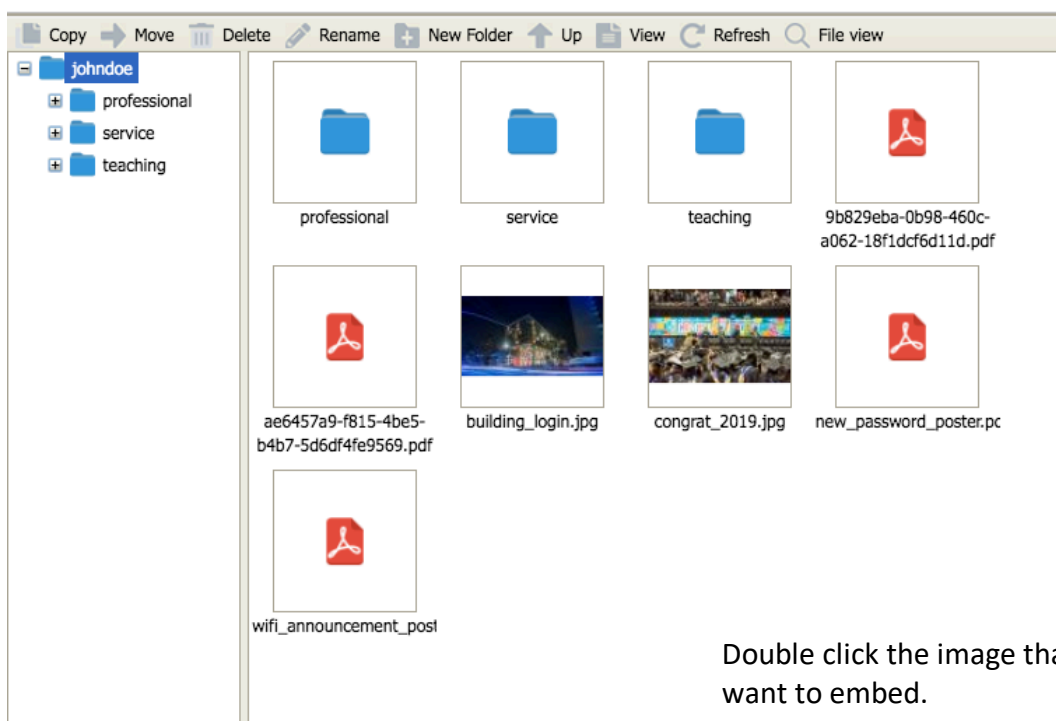 Copy Move Delete Rename New Folder Up View Refresh File view
johndoe
professional
service
teaching
professional service teaching 9b829eba-0b98-460c-
a062-18f1dcf6d11d.pdf
ae6457a9-f815-4be5- building_login.jpg congrat_2019.jpg new_password_poster.pc
b4b7-5d6df4fe9569.pdf
wifi_announcement_post
Double click the image tha
want to embed.